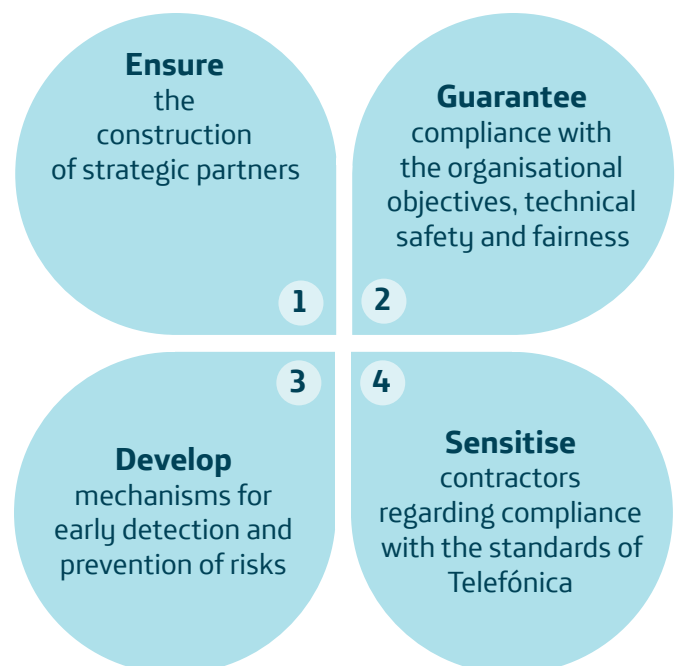 Ensure
the
construction
of strategic partners
1
Guarantee
compliance with
the organisational
objectives, technical
safety and fairness
2
3
Develop
mechanisms for
early detection and
prevention of risks
4
Sensitise
contractors
regarding compliance
with the standards of
Telefónica